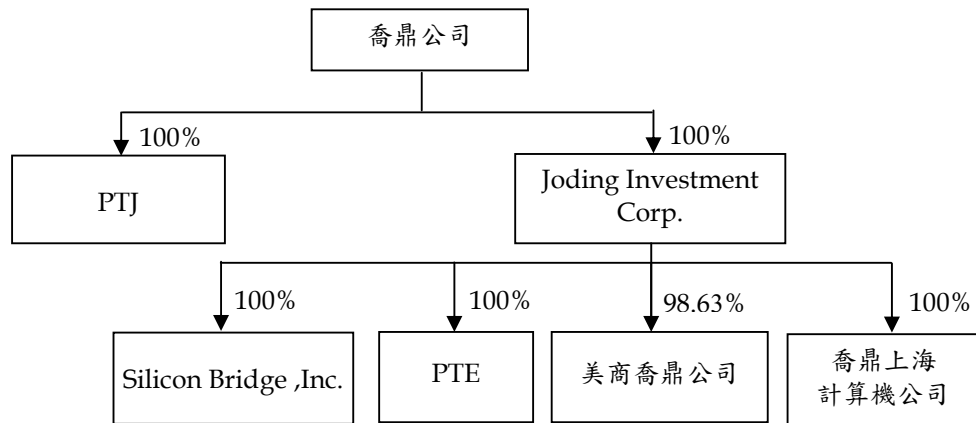 喬鼎公司
100%
100%
PTJ
Joding Investment
Corp.
100%
100%
98.63%
100%
Silicon Bridge ,Inc.
PTE
美商喬鼎公司
喬鼎上海
計算機公司